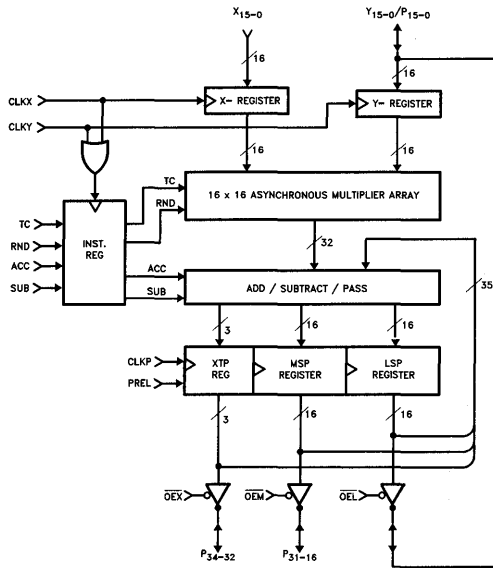 X15-0 Y15-0/P15-0
16 16
CLKX X- REGISTER Y- REGISTER
CLKY
16 16
TC 16 x 16 ASYNCHRONOUS MULTIPLIER ARRAY
RND
TC INST. REG
RND
ACC
SUB
32
ACC ADD / SUBTRACT / PASS
SUB
35
3 16 16
CLKP XTP REG MSP REGISTER LSP REGISTER
PREL
3 16 16
OEX OEM OEL
P34-32 P31-16